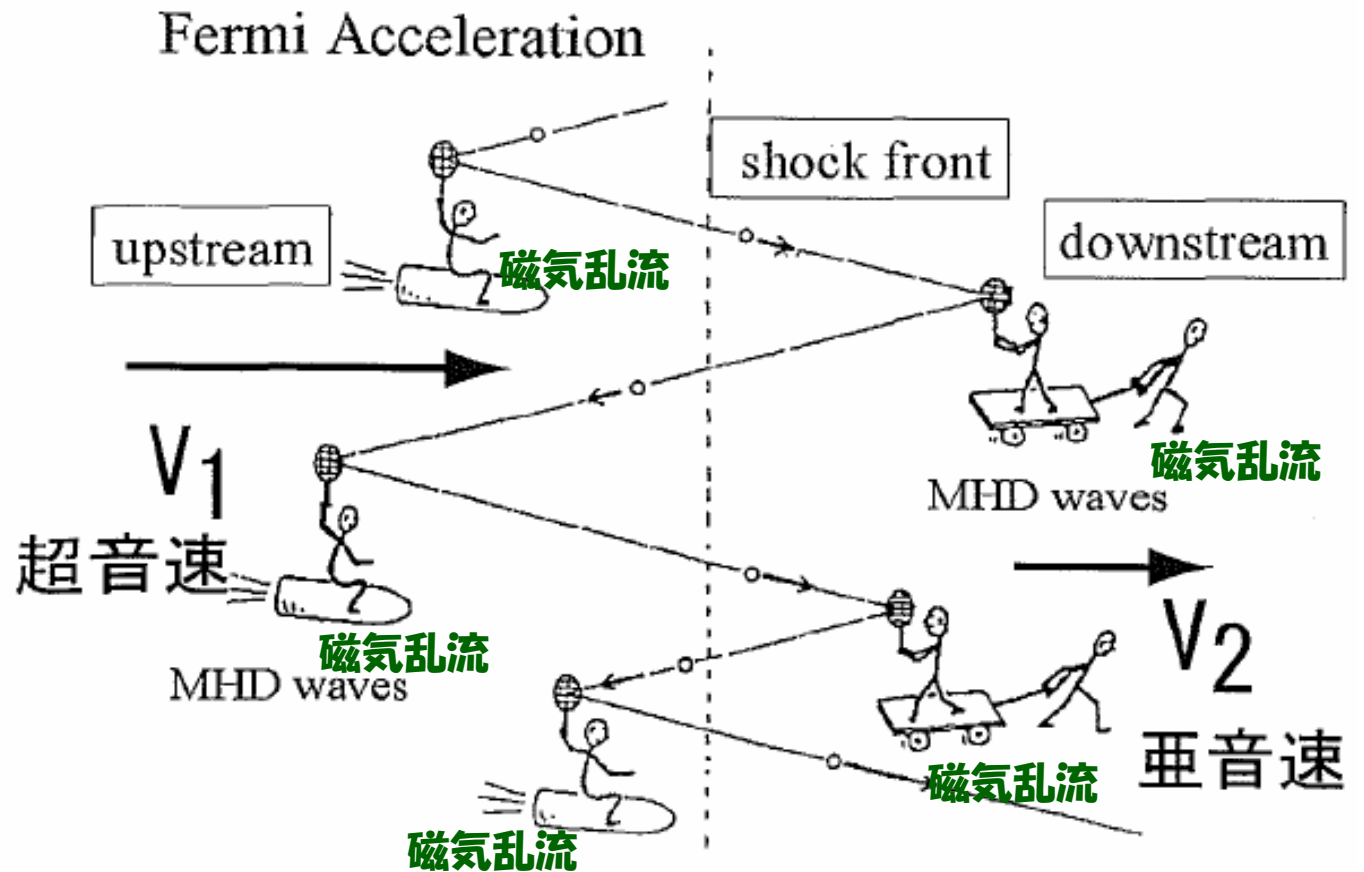 Fermi Acceleration
shock front
upstream
downstream
磁気乱流
V1
超音速
磁気乱流
MHD waves
磁気乱流
MHD waves
V2
亜音速
磁気乱流
磁気乱流